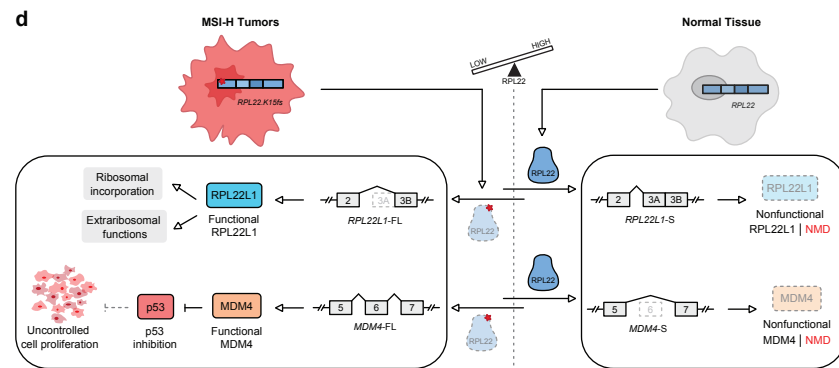 d
MSI-H Tumors
Normal Tissue
LOW
HIGH
RPL22
RPL22.K15fs
RPL22
Ribosomal
incorporation
Extraribosomal
functions
RPL22L1
Functional
RPL22L1
2
3A
3B
RPL22L1-FL
RPL22
RPL22
2
3A
3B
RPL22L1-S
RPL22L1
Nonfunctional
RPL22L1 | NMD
Uncontrolled
cell proliferation
p53
p53
inhibition
MDM4
Functional
MDM4
5
6
7
MDM4-FL
RPL22
RPL22
5
6
7
MDM4-S
MDM4
Nonfunctional
MDM4 | NMD